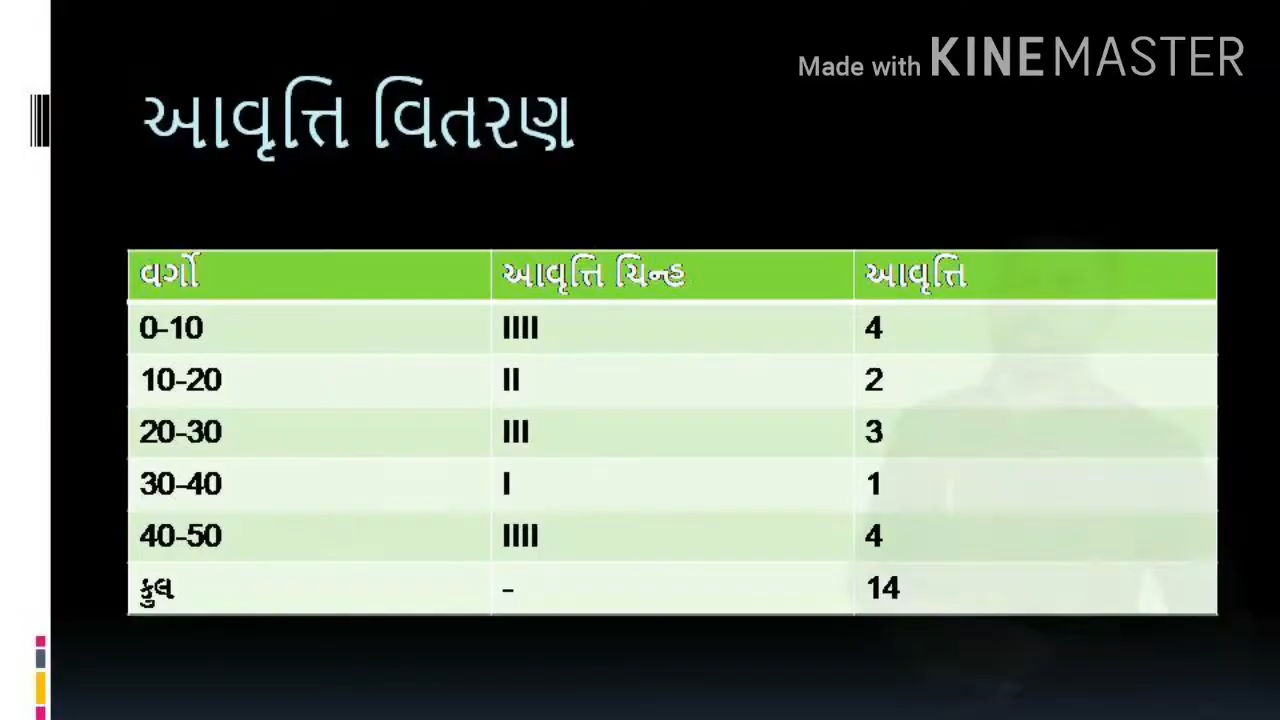 Made with KINEMASTER
આવૃત્તિ વિતરણ
વર્ગો આવૃત્તિ ચિન્હ આવૃત્તિ
0-10 IIII 4
10-20 II 2
20-30 III 3
30-40 I 1
40-50 IIII 4
કુલ - 14